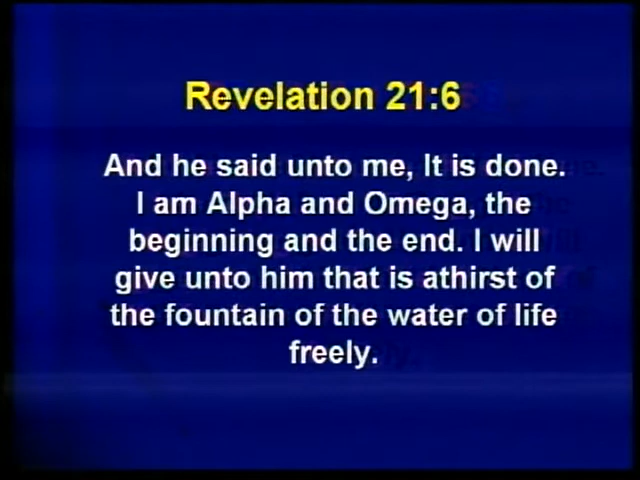 Revelation 21:6
And he said unto me, It is done.
I am Alpha and Omega, the
beginning and the end. I will
give unto him that is athirst of
the fountain of the water of life
freely.